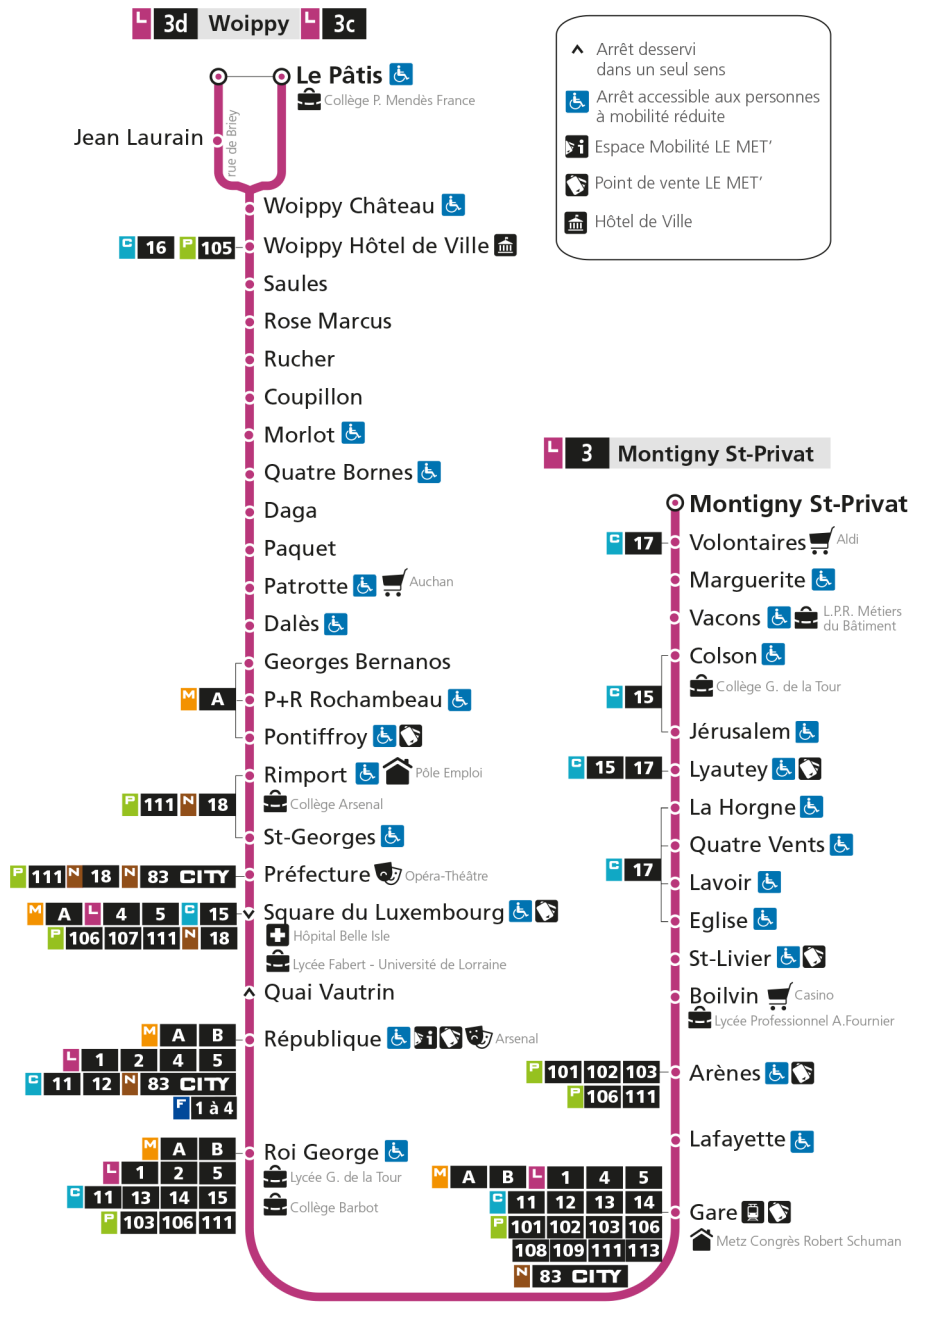 L 3d Woippy L 3c
Le Pâtis
Collège P. Mendès France
Jean Laurain
rue de Briey
Woippy Château
C 16 P 105 Woippy Hôtel de Ville
Saules
Rose Marcus
Rucher
Coupillon
Morlot
Quatre Bornes
Daga
Paquet
Patrotte Auchan
Dalès
Georges Bernanos
M A P+R Rochambeau
Pontiffroy
Rimport Pôle Emploi
P 111 N 18 Collège Arsenal
St-Georges
P 111 N 18 N 83 CITY Préfecture Opéra-Théâtre
M A L 4 5 C 15 Square du Luxembourg
P 106 107 111 N 18 Hôpital Belle Isle
Lycée Fabert - Université de Lorraine
Quai Vautrin
M A B République Arsenal
L 1 2 4 5
C 11 12 N 83 CITY
F 1 à 4
M A B Roi George
L 1 2 5 Lycée G. de la Tour
C 11 13 14 15 Collège Barbot
P 103 106 111
Arrêt desservi
dans un seul sens
Arrêt accessible aux personnes
à mobilité réduite
Espace Mobilité LE MET'
Point de vente LE MET'
Hôtel de Ville
L 3 Montigny St-Privat
Montigny St-Privat
C 17 Volontaires Aldi
Marguerite
Vacons L.P.R. Métiers
du Bâtiment
Colson
C 15 Collège G. de la Tour
Jérusalem
C 15 17 Lyautey
La Horgne
Quatre Vents
C 17
Lavoir
Eglise
St-Livier
Boilvin Casino
Lycée Professionnel A.Fournier
P 101 102 103 Arènes
P 106 111
Lafayette
M A B L 1 4 5
C 11 12 13 14 Gare
P 101 102 103 106 Metz Congrès Robert Schuman
108 109 111 113
N 83 CITY